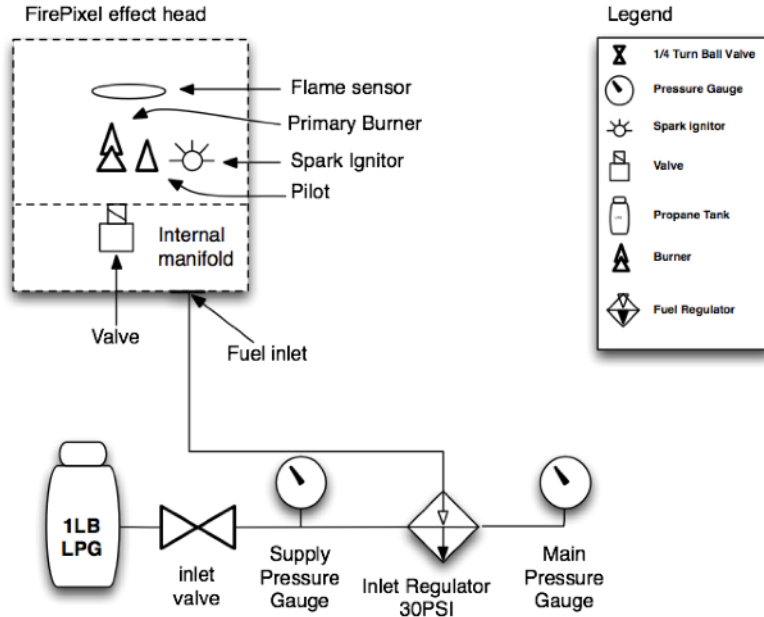 FirePixel effect head
Flame sensor
Primary Burner
Spark Ignitor
Pilot
Internal
manifold
Valve
Fuel inlet
1LB
LPG
inlet
valve
Supply
Pressure
Gauge
Inlet Regulator
30PSI
Main
Pressure
Gauge
Legend
1/4 Turn Ball Valve
Pressure Gauge
Spark ignitor
Valve
Propane Tank
Burner
Fuel Regulator